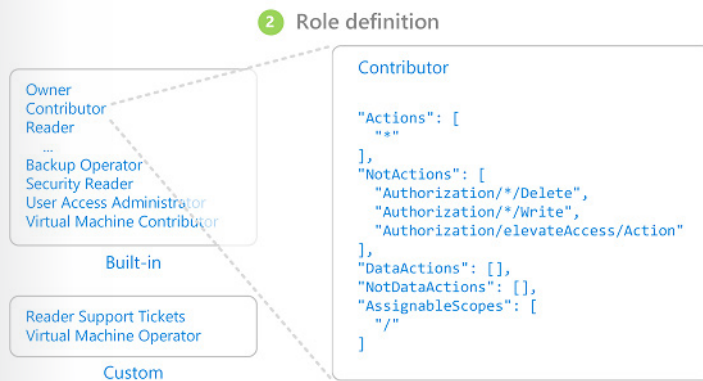 2 Role definition
Owner
Contributor
Reader
...
Backup Operator
Security Reader
User Access Administrator
Virtual Machine Contributor
Built-in
Reader Support Tickets
Virtual Machine Operator
Custom
Contributor
"Actions": [
"*"
],
"NotActions": [
"Authorization/*/Delete",
"Authorization/*/Write",
"Authorization/elevateAccess/Action"
],
"DataActions": [],
"NotDataActions": [],
"AssignableScopes": [
"/"
]